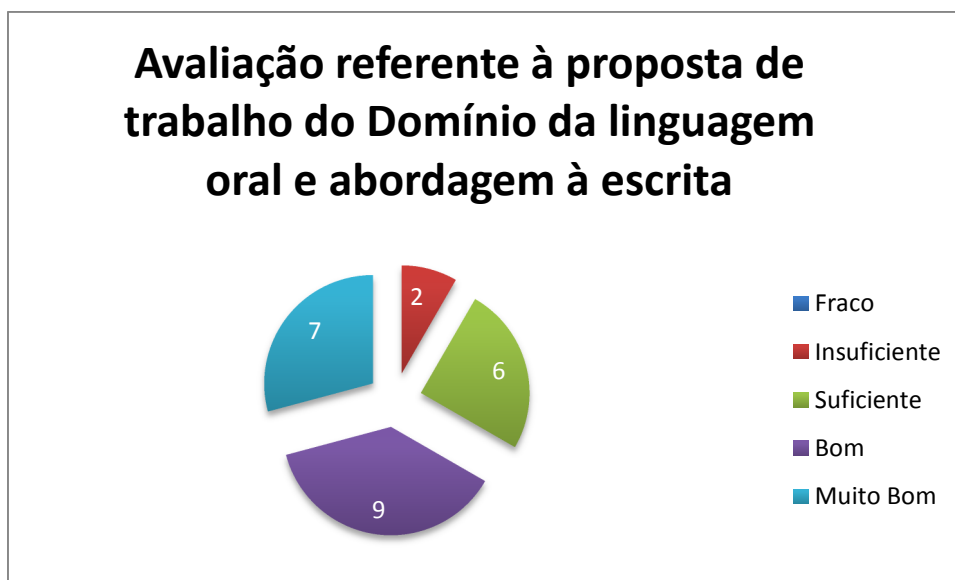 Avaliação referente à proposta de
trabalho do Domínio da linguagem
oral e abordagem à escrita
2
6
9
7
Fraco
Insuficiente
Suficiente
Bom
Muito Bom